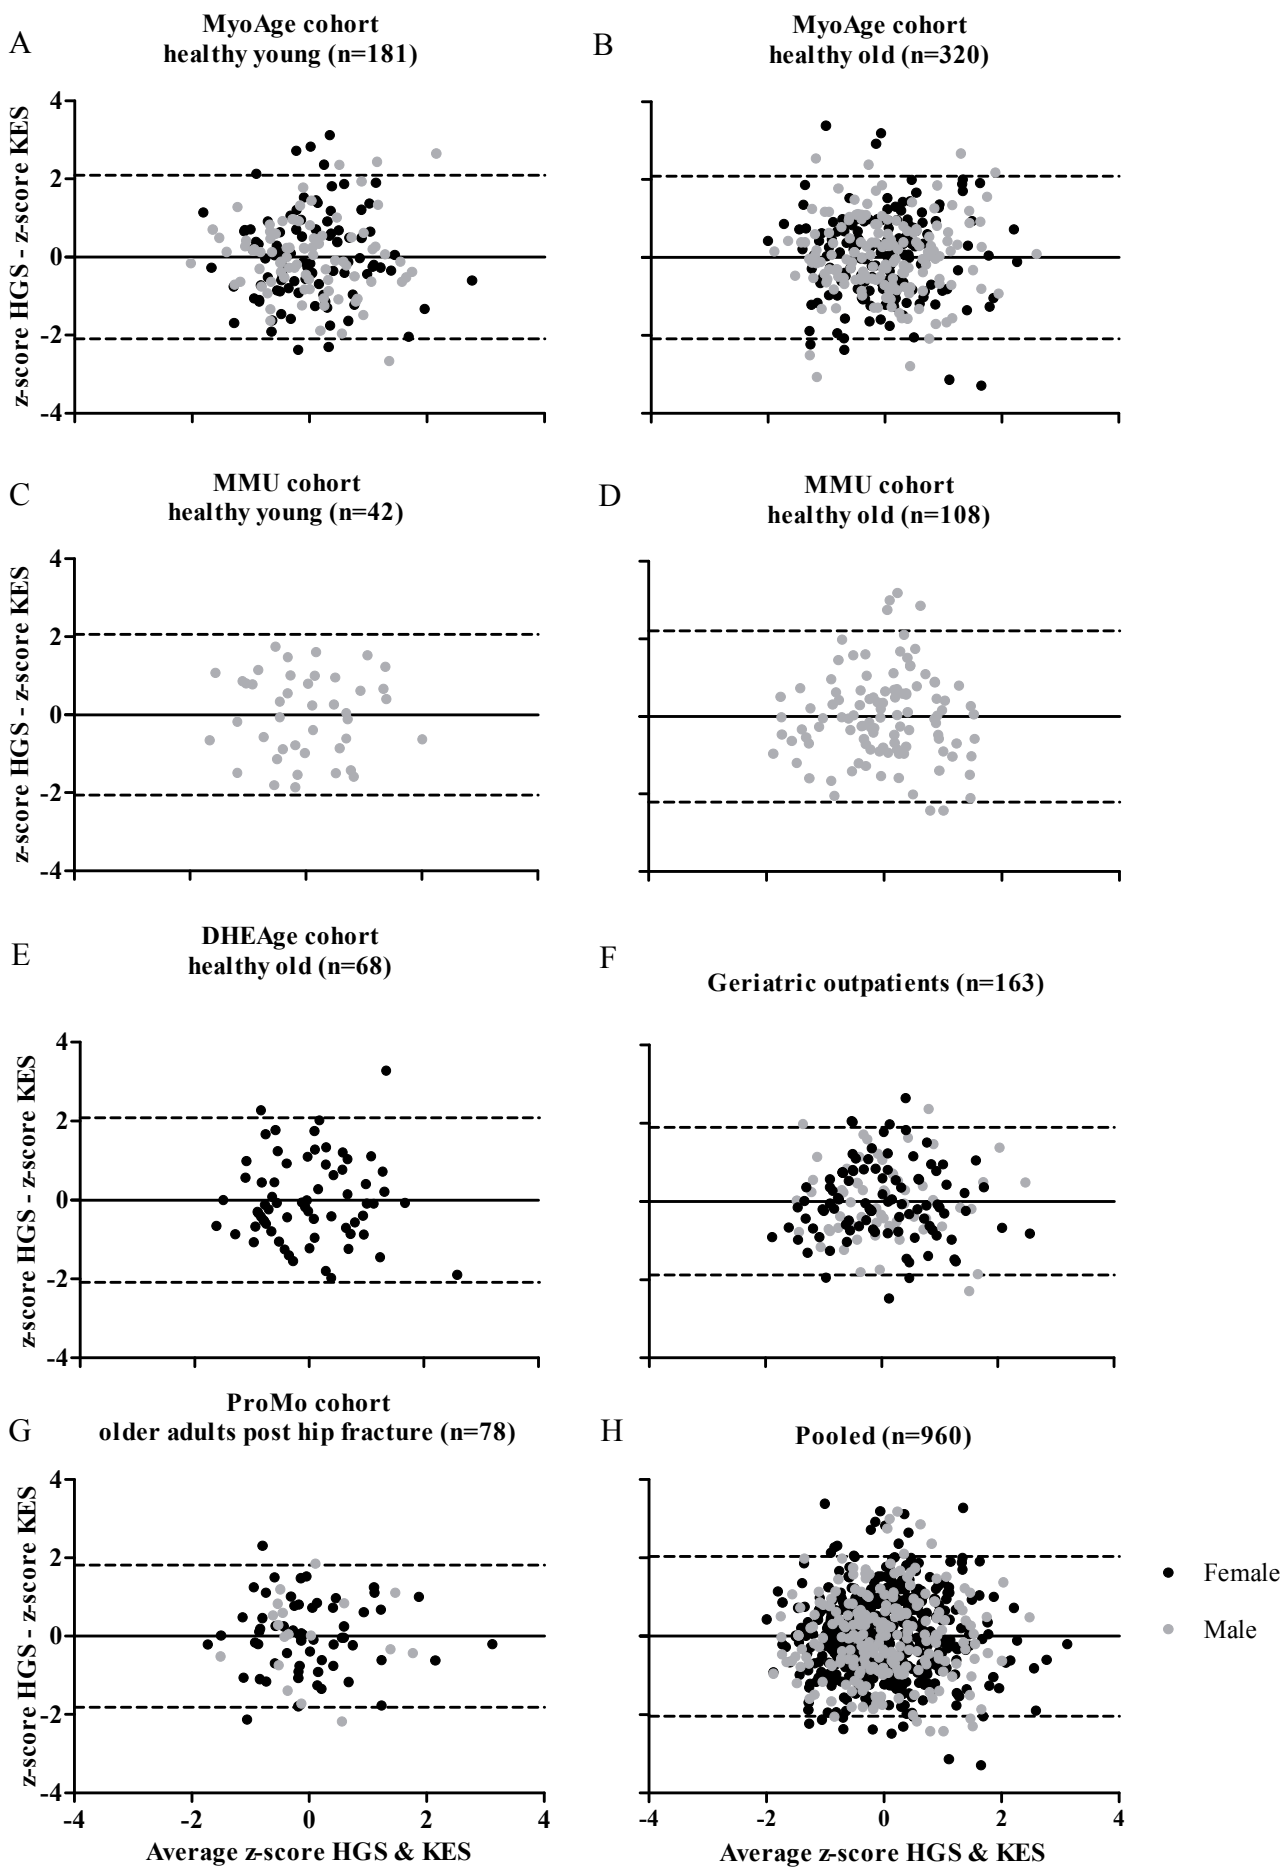 A
MyoAge cohort
healthy young (n=181)
B
MyoAge cohort
healthy old (n=320)
z-score HGS - z-score KES
4
2
0
-2
-4
C
MMU cohort
healthy young (n=42)
D
MMU cohort
healthy old (n=108)
z-score HGS - z-score KES
4
2
0
-2
-4
E
DHEAge cohort
healthy old (n=68)
F
Geriatric outpatients (n=163)
z-score HGS - z-score KES
4
2
0
-2
-4
G
ProMo cohort
older adults post hip fracture (n=78)
H
Pooled (n=960)
z-score HGS - z-score KES
4
2
0
-2
-4
-4 -2 0 2 4
Average z-score HGS & KES
-4 -2 0 2 4
Average z-score HGS & KES
Female
Male